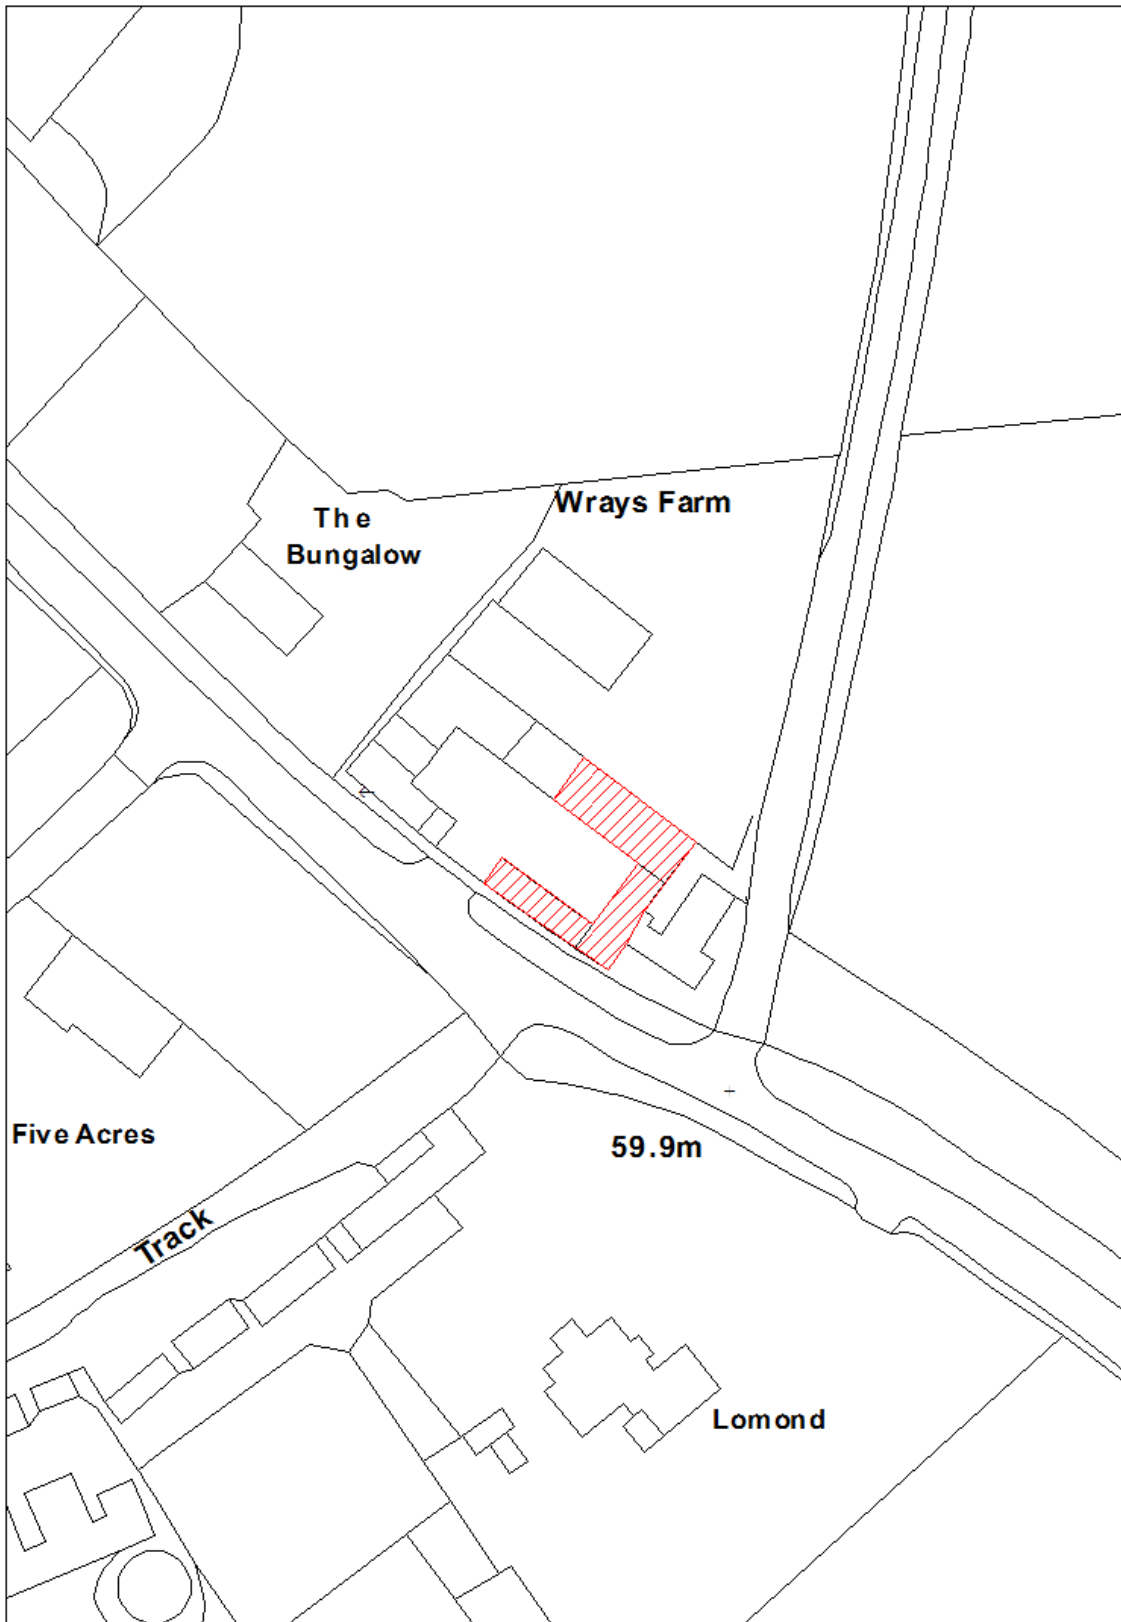 Wrays Farm
The
Bungalow
Five Acres
59.9m
Track
Lomond